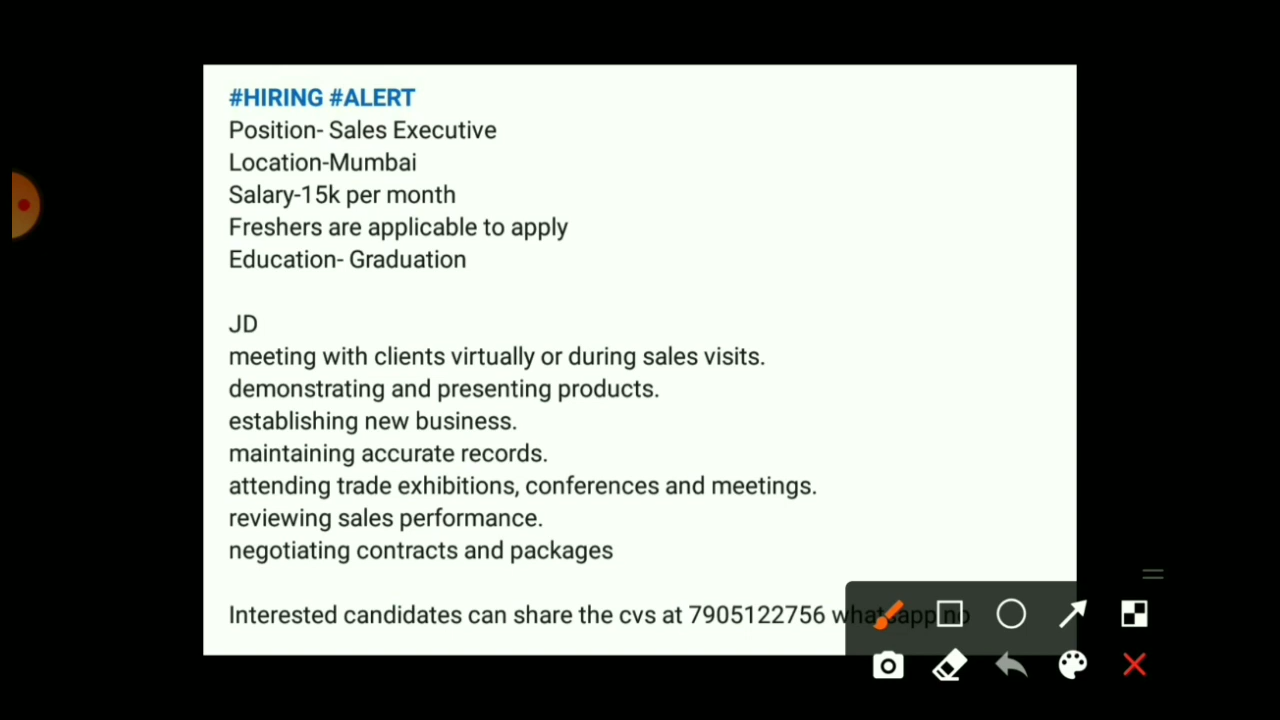 #HIRING #ALERT
Position- Sales Executive
Location-Mumbai
Salary-15k per month
Freshers are applicable to apply
Education- Graduation
JD
meeting with clients virtually or during sales visits.
demonstrating and presenting products.
establishing new business.
maintaining accurate records.
attending trade exhibitions, conferences and meetings.
reviewing sales performance.
negotiating contracts and packages
Interested candidates can share the cvs at 7905122756 whatsapp no